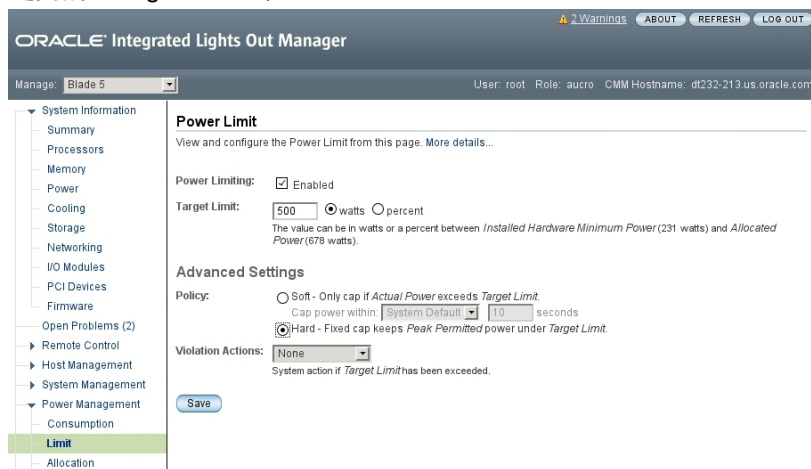 2 Warnings ABOUT REFRESH LOG OUT
ORACLE Integrated Lights Out Manager
Manage: Blade 5
User: root Role: aucro CMM Hostname: dt232-213.us.oracle.com
System Information
Summary
Processors
Memory
Power
Cooling
Storage
Networking
I/O Modules
PCI Devices
Firmware
Open Problems (2)
Remote Control
Host Management
System Management
Power Management
Consumption
Limit
Allocation
Power Limit
View and configure the Power Limit from this page. More details...
Power Limiting: Enabled
Target Limit: 500 watts percent
The value can be in watts or a percent between Installed Hardware Minimum Power (231 watts) and Allocated
Power (678 watts).
Advanced Settings
Policy: Soft - Only cap if Actual Power exceeds Target Limit.
Cap power within: System Default 10 seconds
Hard - Fixed cap keeps Peak Permitted power under Target Limit.
Violation Actions: None
System action if Target Limit has been exceeded.
Save